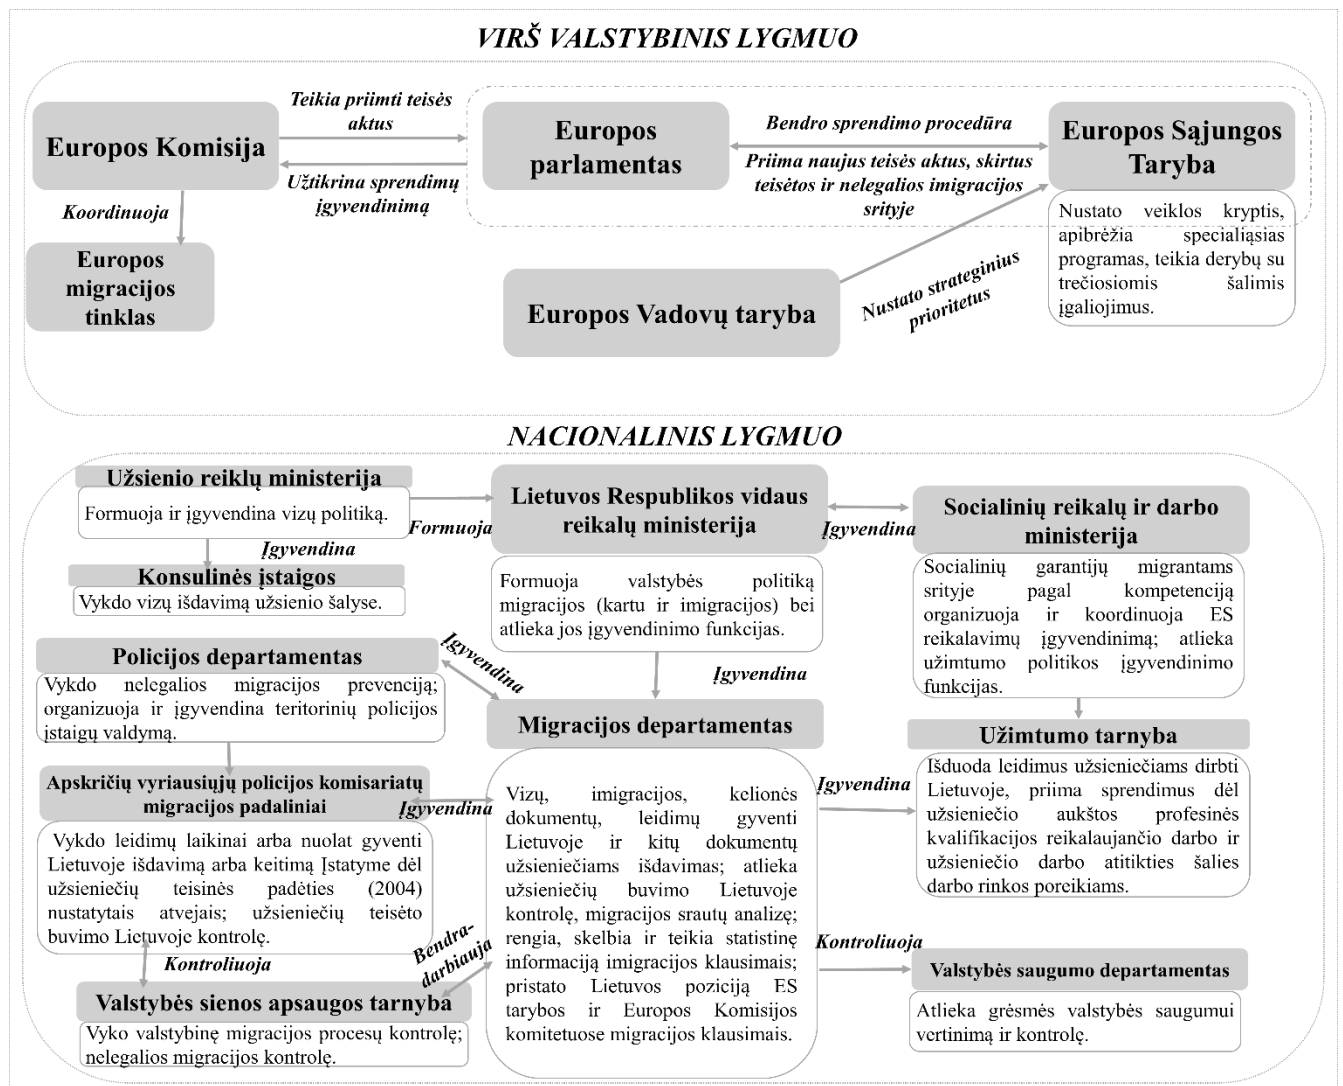 VIRŠ VALSTYBINIS LYGMUO
Europos Komisija
Teikia priimti teisės
aktus
Užtikrina sprendimų
įgyvendinimą
Europos
parlamentas
Bendro sprendimo procedūra
Priima naujus teisės aktus, skirtus
teisėtos ir nelegalios imigracijos
srityje
Europos Sąjungos
Taryba
Nustato veiklos kryptis,
apibrėžia specialiąsias
programas, teikia derybų su
trečiosiomis šalimis
įgaliojimus.
Koordinuoja
Europos
migracijos
tinklas
Europos Vadovų taryba
Nustato strateginius
prioritetus
NACIONALINIS LYGMUO
Užsienio reiklų ministerija
Formuoja ir įgyvendina vizų politiką.
Įgyvendina
Konsulinės įstaigos
Vykdo vizų išdavimą užsienio šalyse.
Formuoja
Lietuvos Respublikos vidaus
reikalų ministerija
Formuoja valstybės politiką
migracijos (kartu ir imigracijos) bei
atlieka jos įgyvendinimo funkcijas.
Įgyvendina
Socialinių reikalų ir darbo
ministerija
Socialinių garantijų migrantams
srityje pagal kompetenciją
organizuoja ir koordinuoja ES
reikalavimų įgyvendinimą; atlieka
užimtumo politikos įgyvendinimo
funkcijas.
Policijos departamentas
Vykdo nelegalios migracijos prevenciją;
organizuoja ir įgyvendina teritorinių policijos
įstaigų valdymą.
Įgyvendina
Įgyvendina
Migracijos departamentas
Vizų, imigracijos, kelionės
dokumentų, leidimų gyventi
Lietuvoje ir kitų dokumentų
užsieniečiams išdavimas; atlieka
užsieniečių buvimo Lietuvoje
kontrolę, migracijos srautų analizę;
rengia, skelbia ir teikia statistinę
informaciją imigracijos klausimais;
pristato Lietuvos poziciją ES
tarybos ir Europos Komisijos
komitetuose migracijos klausimais.
Užimtumo tarnyba
Išduoda leidimus užsieniečiams dirbti
Lietuvoje, priima sprendimus dėl
užsieniečio aukštos profesinės
kvalifikacijos reikalaujančio darbo ir
užsieniečio darbo atitikties šalies
darbo rinkos poreikiams.
Įgyvendina
Apskričių vyriausiųjų policijos komisariatų
migracijos padaliniai
Įgyvendina
Vykdo leidimų laikinai arba nuolat gyventi
Lietuvoje išdavimą arba keitimą Įstatyme dėl
užsieniečių teisinės padėties (2004)
nustatytais atvejais; užsieniečių teisėto
buvimo Lietuvoje kontrolę.
Kontroliuoja
Bendra-
darbiauja
Valstybės sienos apsaugos tarnyba
Vyko valstybinę migracijos procesų kontrolę;
nelegalios migracijos kontrolę.
Kontroliuoja
Valstybės saugumo departamentas
Atlieka grėsmės valstybės saugumui
vertinimą ir kontrolę.